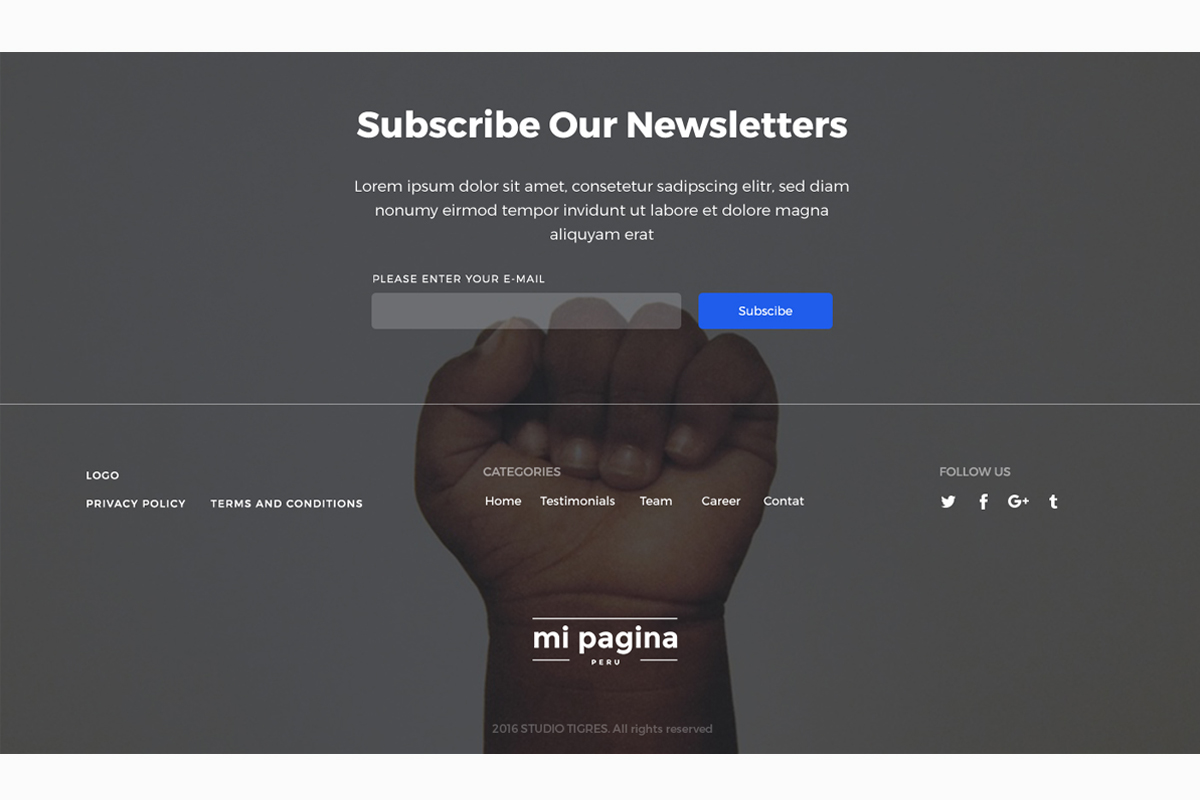 Subscribe Our Newsletters
Lorem ipsum dolor sit amet, consetetur sadipscing elitr, sed diam
nonumy eirmod tempor invidunt ut labore et dolore magna
aliquyam erat
PLEASE ENTER YOUR E-MAIL
Subscibe
LOGO
PRIVACY POLICY TERMS AND CONDITIONS
CATEGORIES
Home Testimonials Team Career Contat
FOLLOW US
G+ t
mi pagina
PERU
2016 STUDIO TIGRES. All rights reserved